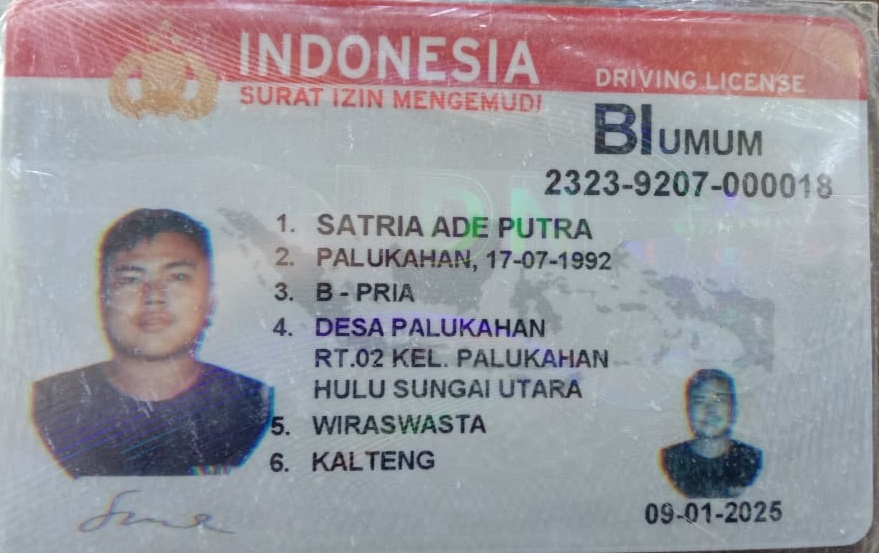 INDONESIA
SURAT IZIN MENGEMUDI
DRIVING LICENSE
BI UMUM
2323-9207-000018
1. SATRIA ADE PUTRA
2. PALUKAHAN, 17-07-1992
3. B - PRIA
4. DESA PALUKAHAN
RT.02 KEL. PALUKAHAN
HULU SUNGAI UTARA
5. WIRASWASTA
6. KALTENG
09-01-2025